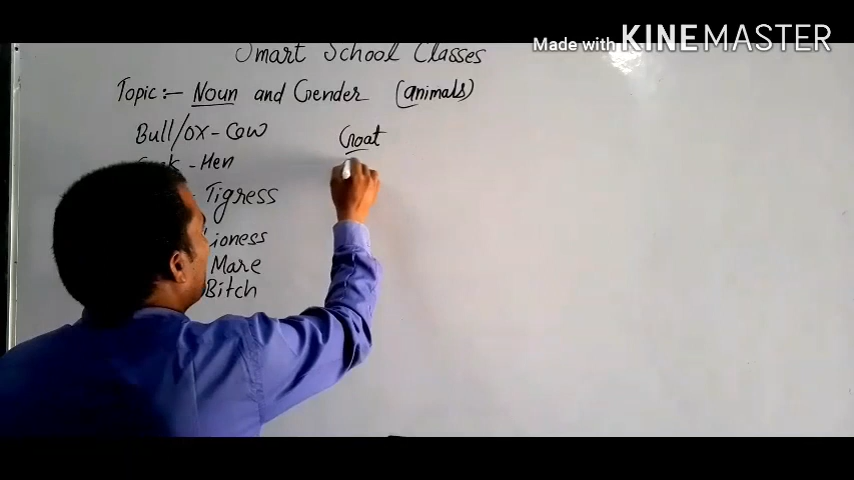 Made with KINEMASTER
Smart School Classes
Topic:- Noun and Gender (animals)
Bull/ox - Cow
- Hen
- Tigress
Lioness
Mare
Bitch
Goat